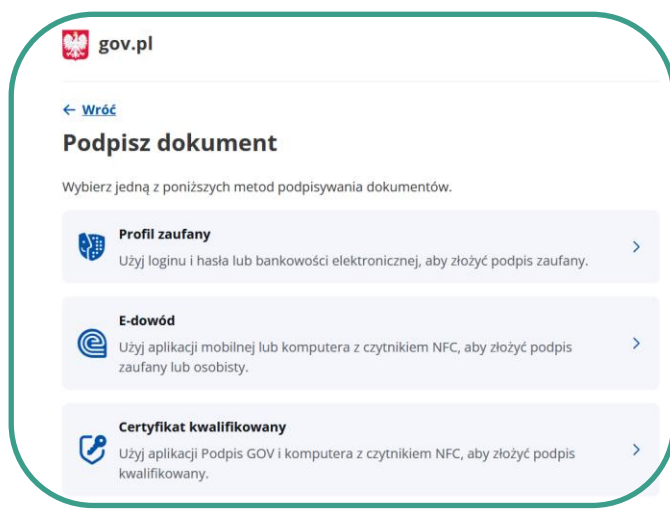 gov.pl
← Wróć
Podpisz dokument
Wybierz jedną z poniższych metod podpisywania dokumentów.
Profil zaufany
Użyj loginu i hasła lub bankowości elektronicznej, aby złożyć podpis zaufany.
E-dowód
Użyj aplikacji mobilnej lub komputera z czytnikiem NFC, aby złożyć podpis
zaufany lub osobisty.
Certyfikat kwalifikowany
Użyj aplikacji Podpis GOV i komputera z czytnikiem NFC, aby złożyć podpis
kwalifikowany.